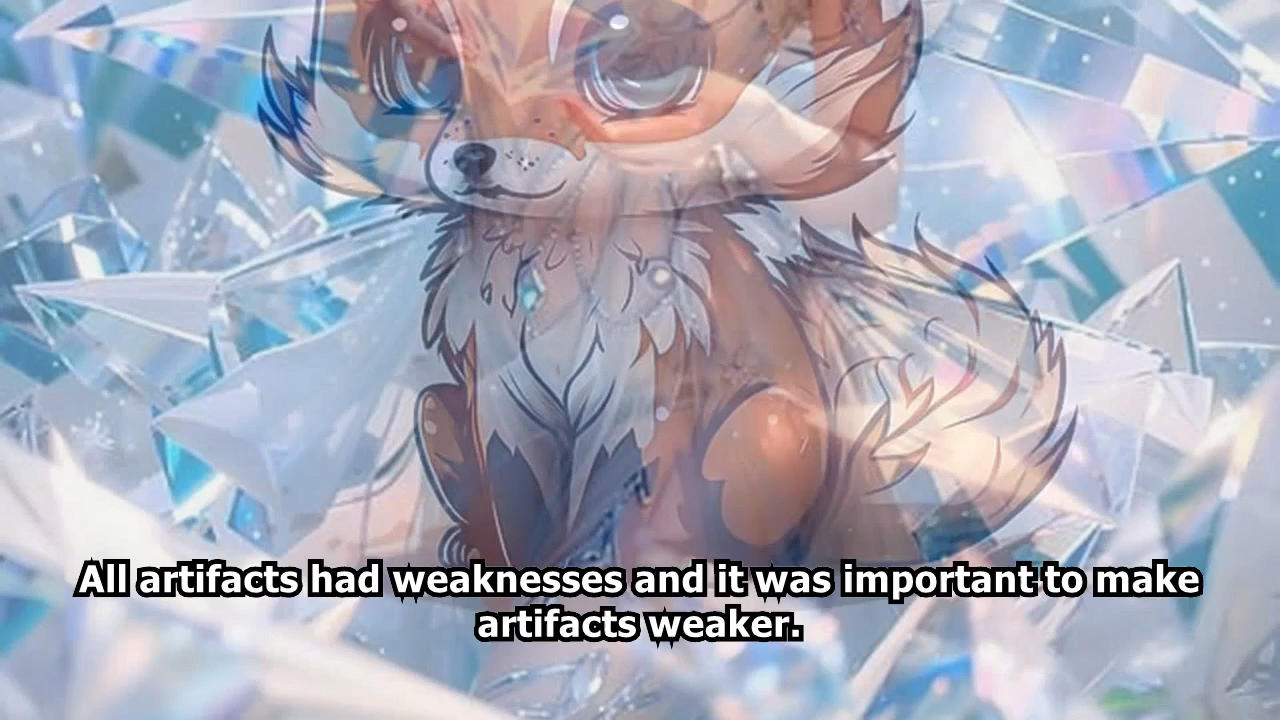 All artifacts had weaknesses and it was important to make
artifacts weaker.